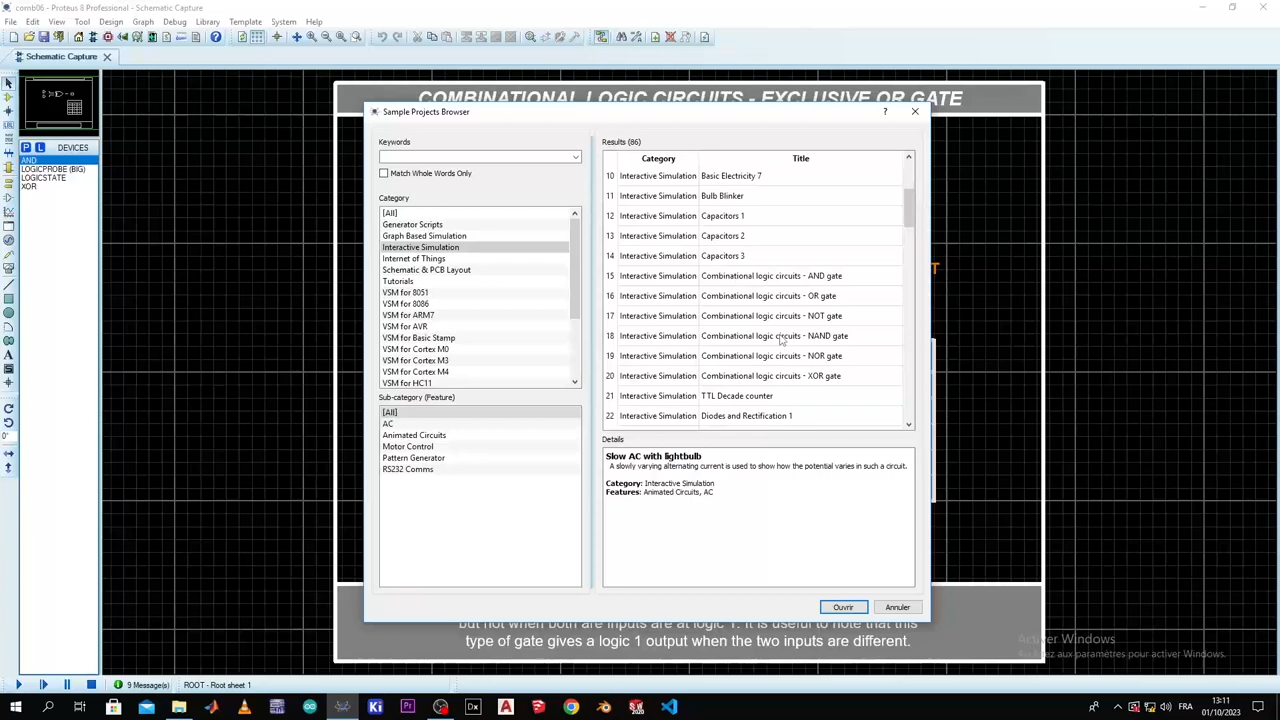 comb06 - Proteus 8 Professional - Schematic Capture
File Edit View Tool Design Graph Debug Library Template System Help
Schematic Capture
P L DEVICES
AND
LOGICPROBE (BIG)
LOGICSTATE
XOR
COMBINATIONAL LOGIC CIRCUITS - EXCLUSIVE OR GATE
Sample Projects Browser
?
Keywords
Match Whole Words Only
Category
[All]
Generator Scripts
Graph Based Simulation
Interactive Simulation
Internet of Things
Schematic & PCB Layout
Tutorials
VSM for 8051
VSM for 8086
VSM for ARM7
VSM for AVR
VSM for Basic Stamp
VSM for Cortex M0
VSM for Cortex M3
VSM for Cortex M4
VSM for HC11
Sub-category (Feature)
[All]
AC
Animated Circuits
Motor Control
Pattern Generator
RS232 Comms
Results (86)
Category Title
10 Interactive Simulation Basic Electricity 7
11 Interactive Simulation Bulb Blinker
12 Interactive Simulation Capacitors 1
13 Interactive Simulation Capacitors 2
14 Interactive Simulation Capacitors 3
15 Interactive Simulation Combinational logic circuits - AND gate
16 Interactive Simulation Combinational logic circuits - OR gate
17 Interactive Simulation Combinational logic circuits - NOT gate
18 Interactive Simulation Combinational logic circuits - NAND gate
19 Interactive Simulation Combinational logic circuits - NOR gate
20 Interactive Simulation Combinational logic circuits - XOR gate
21 Interactive Simulation TTL Decade counter
22 Interactive Simulation Diodes and Rectification 1
Details
Slow AC with lightbulb
A slowly varying alternating current is used to show how the potential varies in such a circuit.
Category: Interactive Simulation
Features: Animated Circuits, AC
Ouvrir Annuler
T
but not when both are inputs are at logic 1. It is useful to note that this
type of gate gives a logic 1 output when the two inputs are different.
Activer Windows
aux paramètres pour activer Windows.
0°
9 Message(s) ROOT - Root sheet 1
Ki Pr Dx A
FRA
13:11
01/10/2023